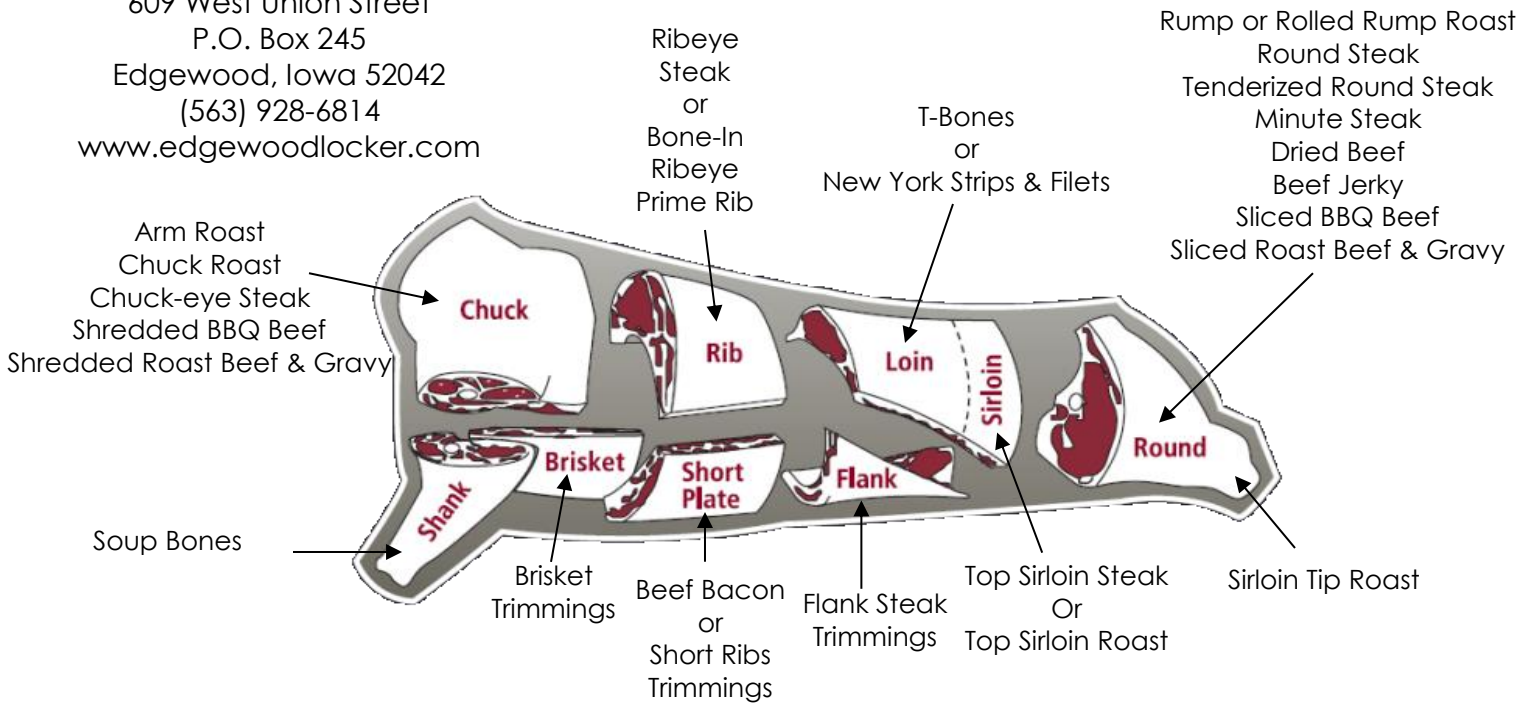 609 West Union Street
P.O. Box 245
Edgewood, Iowa 52042
(563) 928-6814
www.edgewoodlocker.com
Ribeye
Steak
or
Bone-In
Ribeye
Prime Rib
T-Bones
or
New York Strips & Filets
Rump or Rolled Rump Roast
Round Steak
Tenderized Round Steak
Minute Steak
Dried Beef
Beef Jerky
Sliced BBQ Beef
Sliced Roast Beef & Gravy
Arm Roast
Chuck Roast
Chuck-eye Steak
Shredded BBQ Beef
Shredded Roast Beef & Gravy
Chuck
Rib
Loin
Sirloin
Round
Shank
Brisket
Short
Plate
Flank
Soup Bones
Brisket
Trimmings
Beef Bacon
or
Short Ribs
Trimmings
Flank Steak
Trimmings
Top Sirloin Steak
Or
Top Sirloin Roast
Sirloin Tip Roast